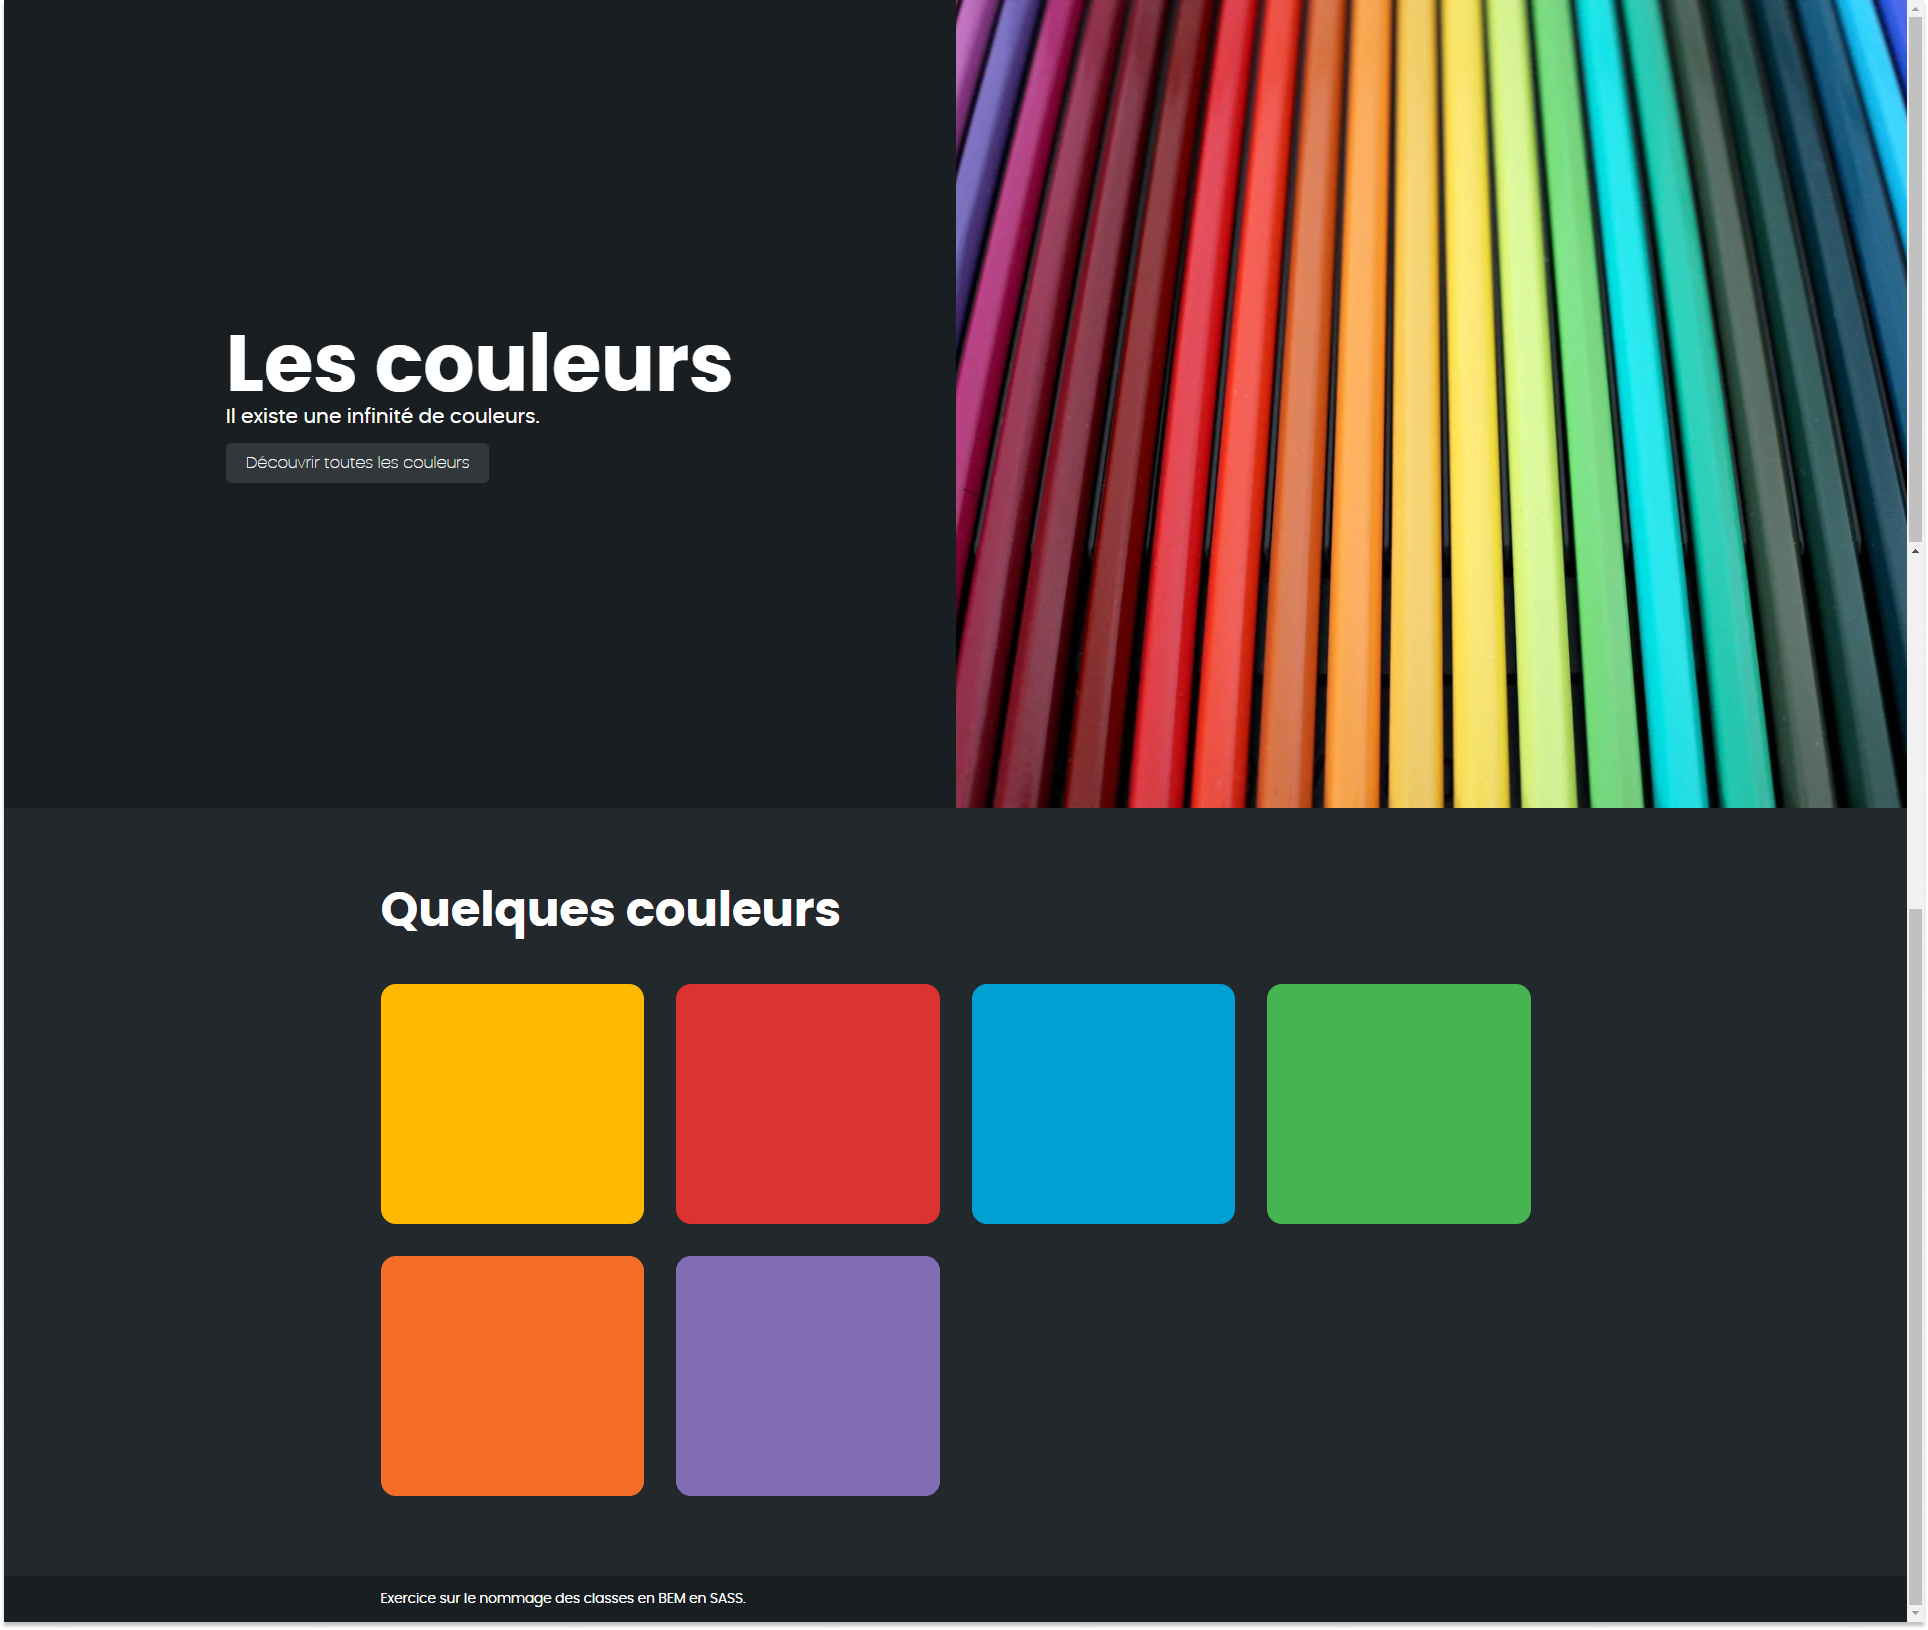 Les couleurs
Il existe une infinité de couleurs.
Découvrir toutes les couleurs
Quelques couleurs
Exercice sur le nommage des classes en BEM en SASS.